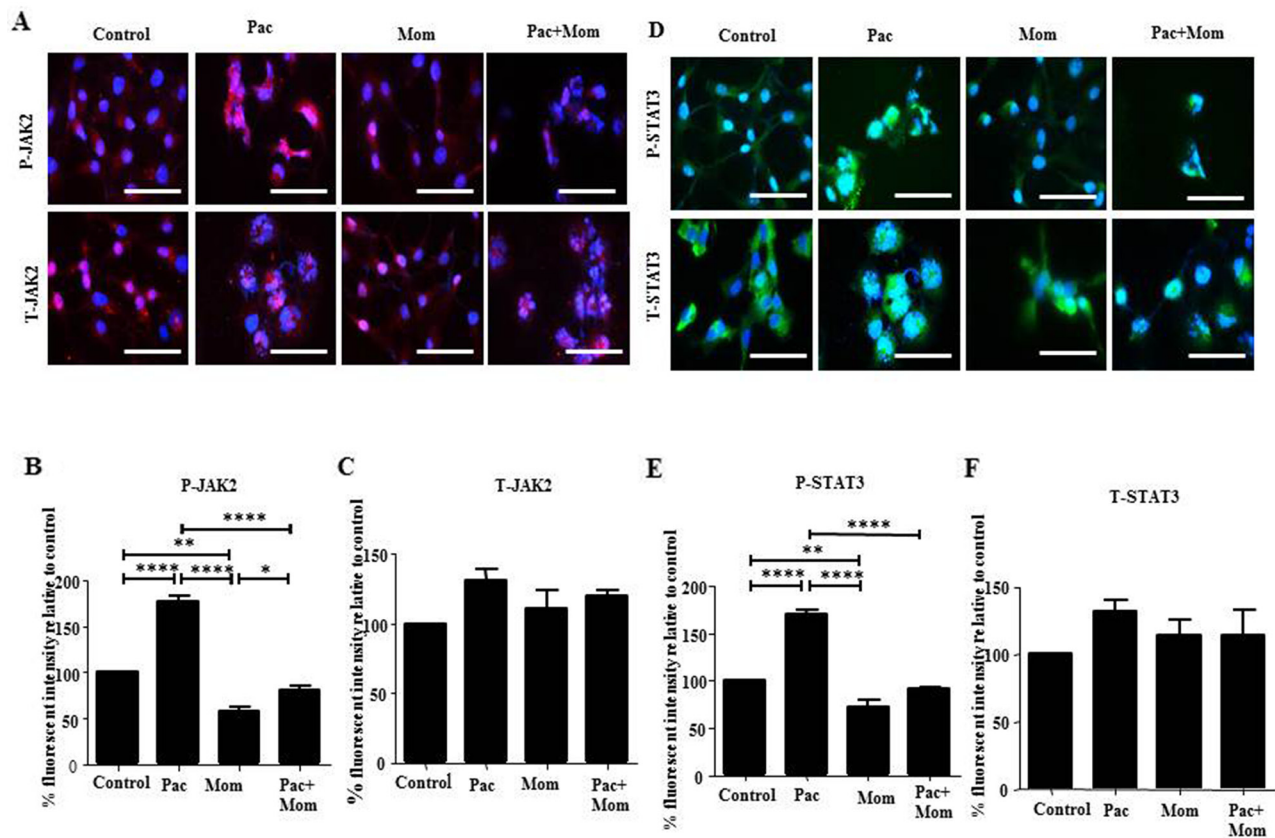 A
Control
Pac
Mom
Pac+Mom
P-JAK2
T-JAK2
D
Control
Pac
Mom
Pac+Mom
P-STAT3
T-STAT3
B
P-JAK2
% fluorescent intensity relative to control
200
150
100
50
0
****
**
**** **** *
Control Pac Mom Pac+
Mom
C
T-JAK2
% fluorescent intensity relative to control
150
100
50
0
Control Pac Mom Pac+
Mom
E
P-STAT3
% fluorescent intensity relative to control
200
150
100
50
0
****
**
**** ****
Control Pac Mom Pac+
Mom
F
T-STAT3
% fluorescent intensity relative to control
150
100
50
0
Control Pac Mom Pac+
Mom